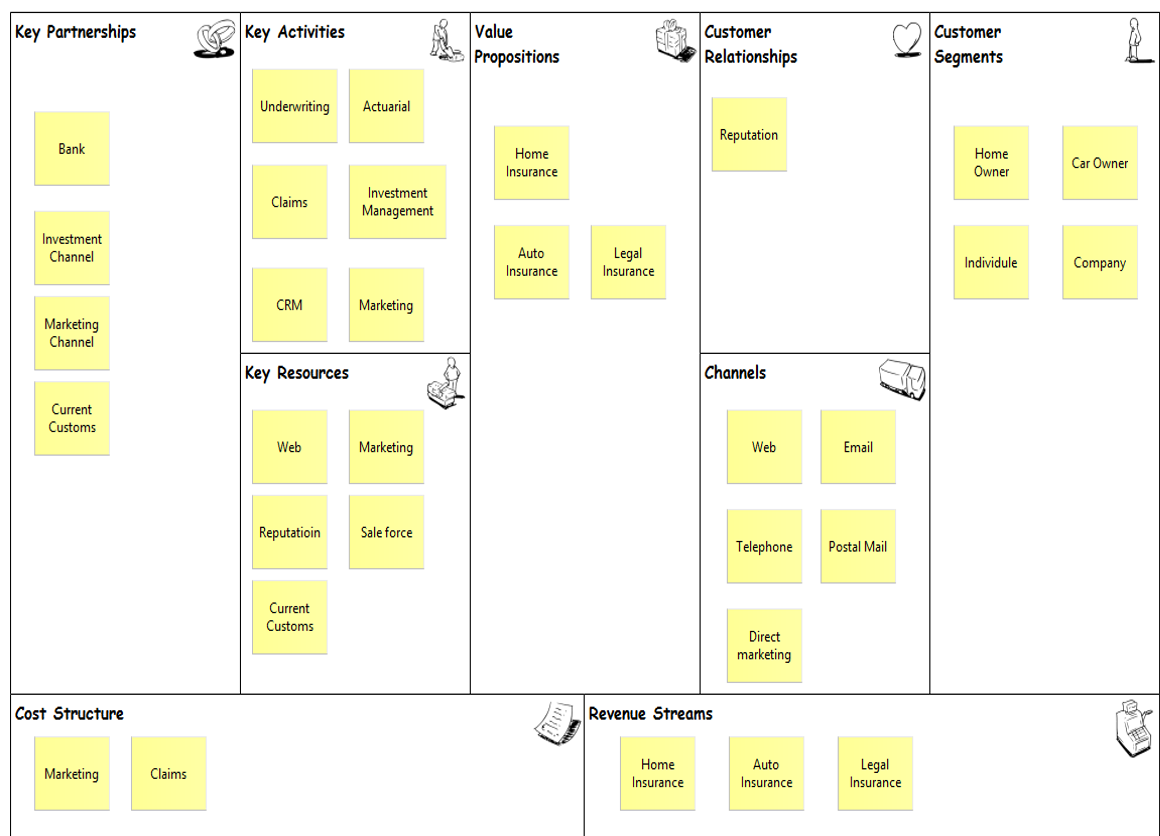 Key Partnerships
Bank
Investment
Channel
Marketing
Channel
Current
Customs
Key Activities
Underwriting
Actuarial
Claims
Investment
Management
CRM
Marketing
Key Resources
Web
Marketing
Reputatioin
Sale force
Current
Customs
Value
Propositions
Home
Insurance
Auto
Insurance
Legal
Insurance
Customer
Relationships
Reputation
Channels
Web
Email
Telephone
Postal Mail
Direct
marketing
Customer
Segments
Home
Owner
Car Owner
Individule
Company
Cost Structure
Marketing
Claims
Revenue Streams
Home
Insurance
Auto
Insurance
Legal
Insurance